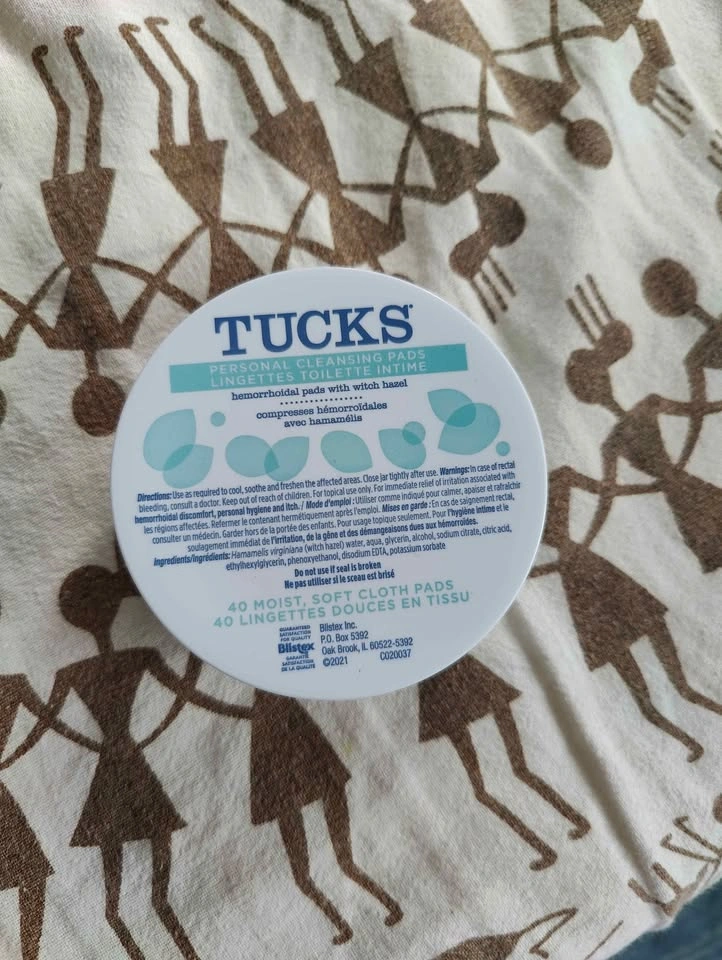 TUCKS
PERSONAL CLEANSING PADS
LINGETTES TOILETTE INTIME
hemorrhoidal pads with witch hazel
compresses hémorroïdales
avec hamamélis
Directions: Use as required to cool, soothe and freshen the affected areas. Close jar tightly after use. Warnings: In case of rectal
bleeding, consult a doctor. Keep out of reach of children. For topical use only. For immediate relief of irritation associated with
hemorrhoidal discomfort, personal hygiene and itch. / Mode d'emploi : Utiliser comme indiqué pour calmer, apaiser et rafraîchir
les régions affectées. Refermer le contenant hermétiquement après l'emploi. Mises en garde : En cas de saignement rectal,
consulter un médecin. Garder hors de la portée des enfants. Pour usage topique seulement. Pour l'hygiène intime et le
soulagement immédiat de l'irritation, de la gêne et des démangeaisons dues aux hémorroïdes.
Ingredients/Ingrédients: Hamamelis virginiana (witch hazel) water, aqua, glycerin, alcohol, sodium citrate, citric acid,
ethylhexylglycerin, phenoxyethanol, disodium EDTA, potassium sorbate
Do not use if seal is broken
Ne pas utiliser si le sceau est brisé
40 MOIST, SOFT CLOTH PADS
40 LINGETTES DOUCES EN TISSU
GUARANTEED
SATISFACTION
FOR QUALITY
Blistex
GARANTIE
SATISFACTION
DE LA QUALITÉ
Blistex Inc.
P.O. Box 5392
Oak Brook, IL 60522-5392
©2021 C020037